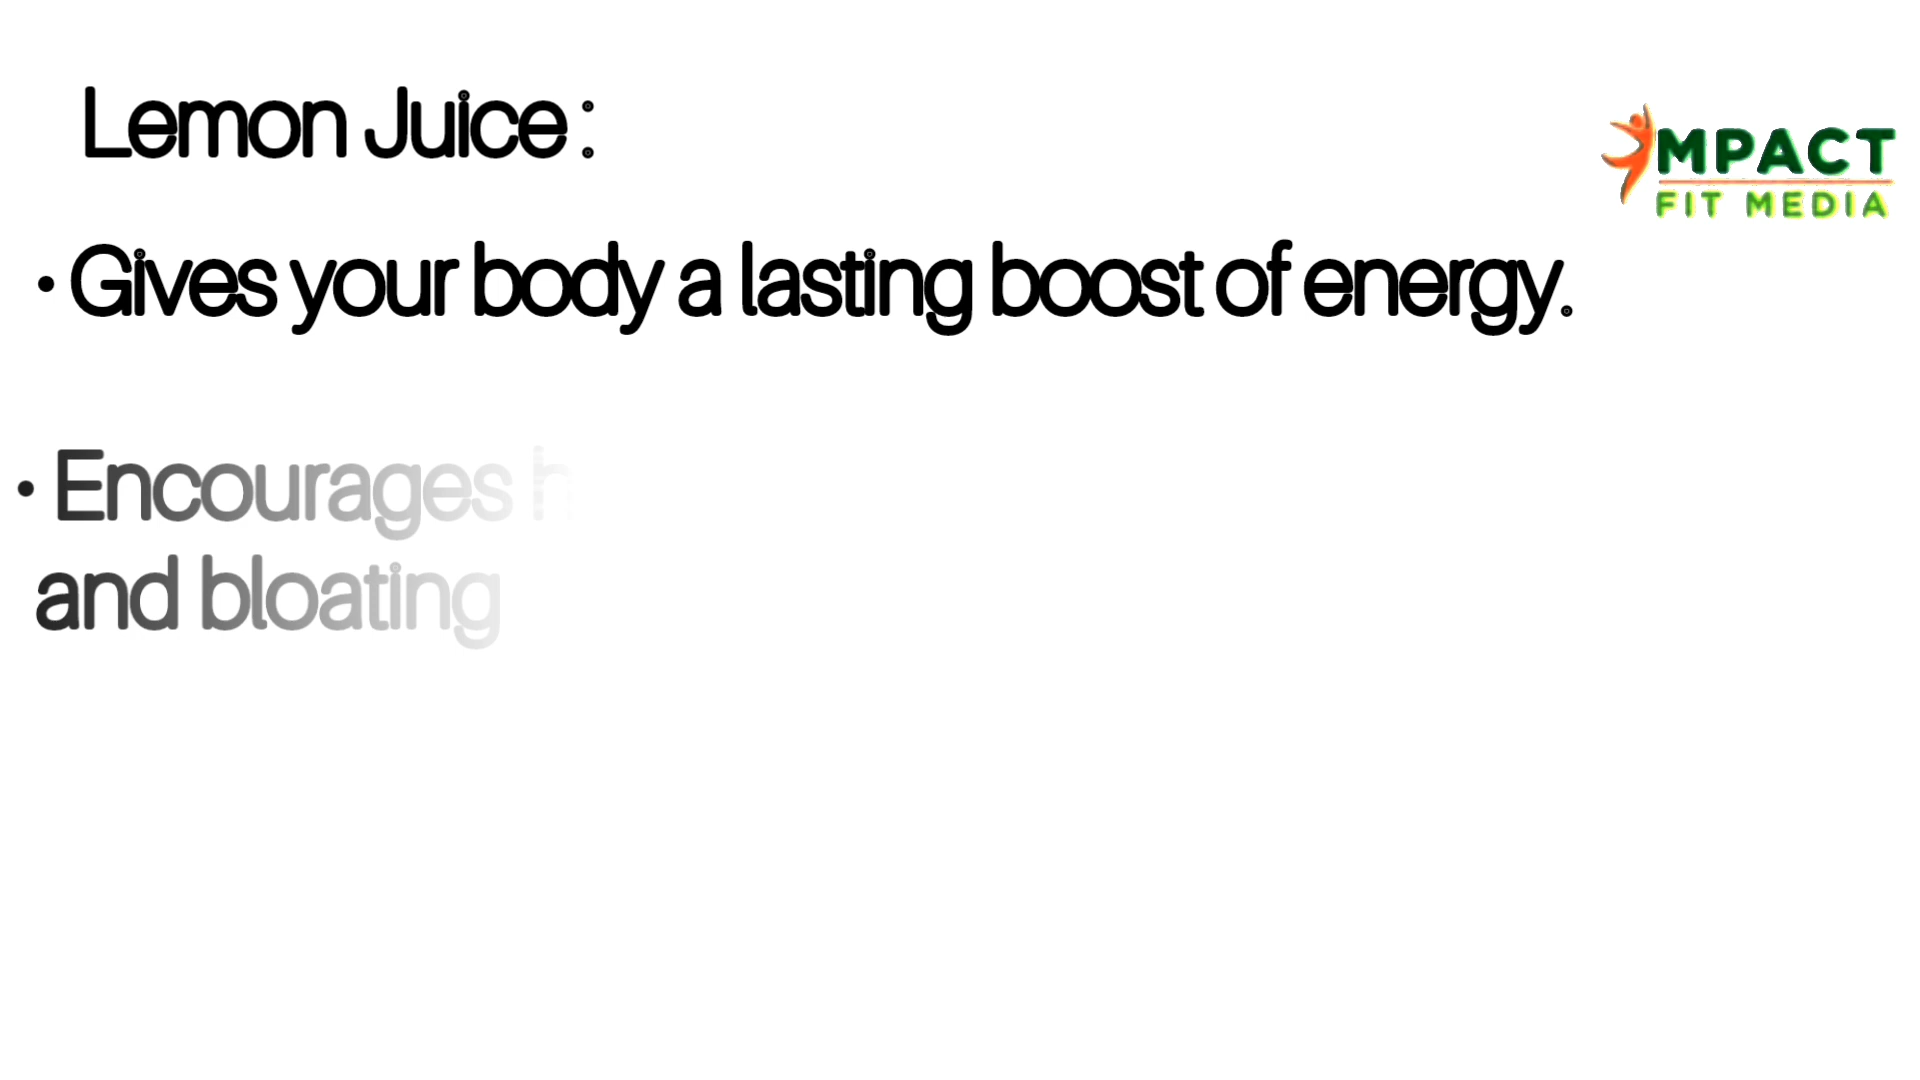 Lemon Juice :
MPACT
FIT MEDIA
• Gives your body a lasting boost of energy.
• Encourages
and bloating